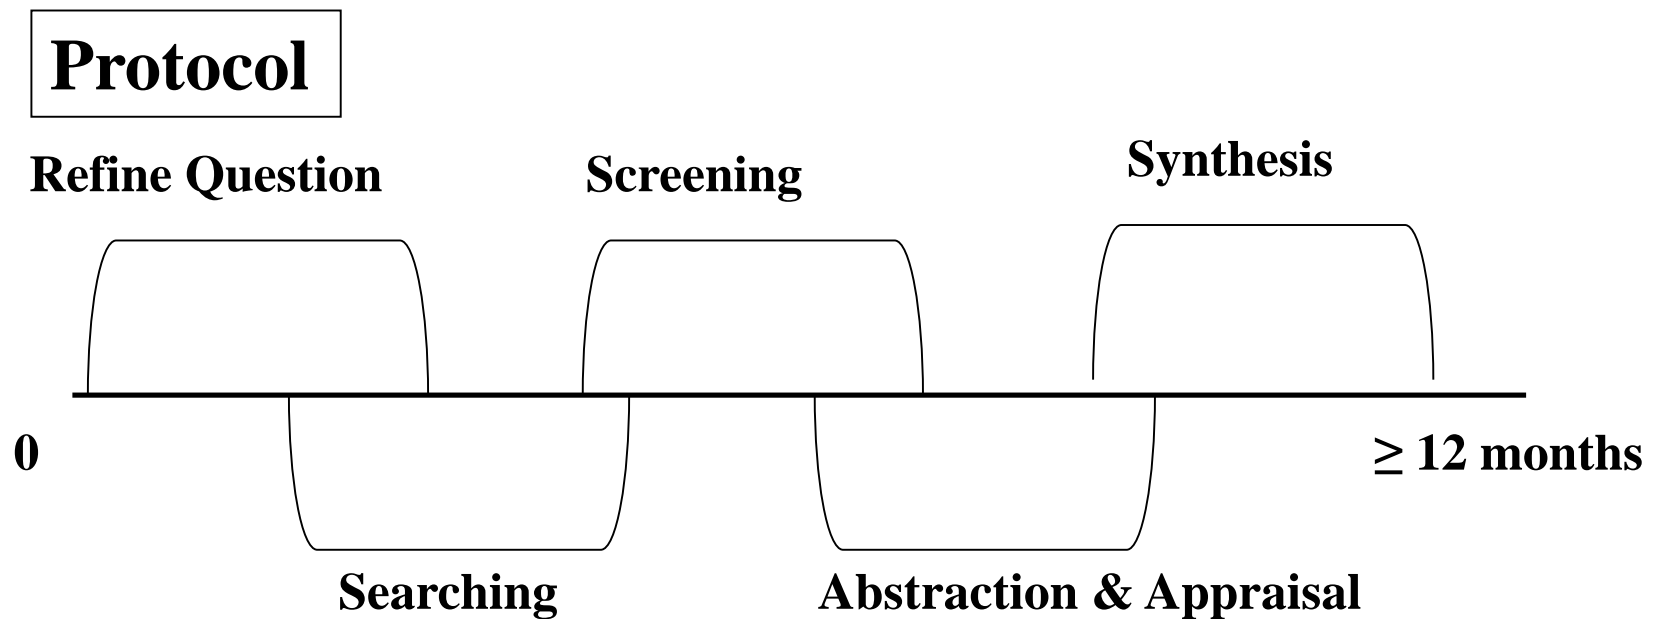 Protocol
Refine Question
Screening
Synthesis
0
≥ 12 months
Searching
Abstraction & Appraisal